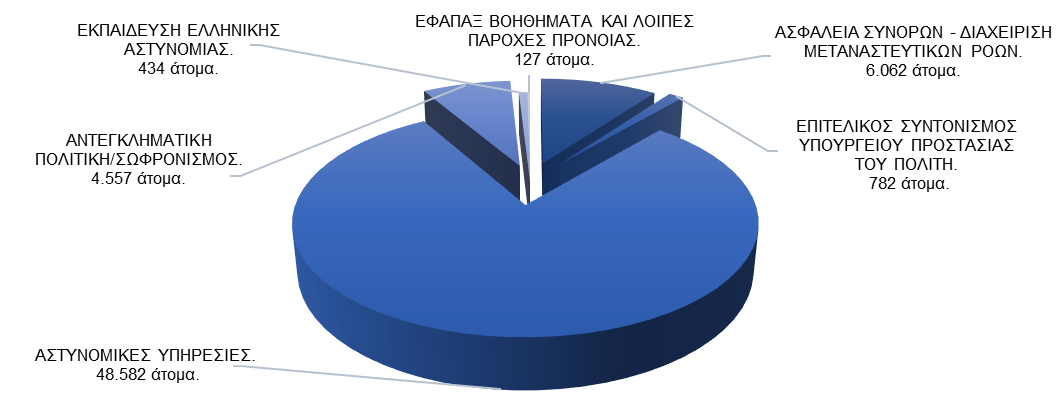 ΕΚΠΑΙΔΕΥΣΗ ΕΛΛΗΝΙΚΗΣ
ΑΣΤΥΝΟΜΙΑΣ.
434 άτομα.
ΕΦΑΠΑΞ ΒΟΗΘΗΜΑΤΑ ΚΑΙ ΛΟΙΠΕΣ
ΠΑΡΟΧΕΣ ΠΡΟΝΟΙΑΣ.
127 άτομα.
ΑΣΦΑΛΕΙΑ ΣΥΝΟΡΩΝ - ΔΙΑΧΕΙΡΙΣΗ
ΜΕΤΑΝΑΣΤΕΥΤΙΚΩΝ ΡΟΩΝ.
6.062 άτομα.
ΑΝΤΕΓΚΛΗΜΑΤΙΚΗ
ΠΟΛΙΤΙΚΗ/ΣΩΦΡΟΝΙΣΜΟΣ.
4.557 άτομα.
ΕΠΙΤΕΛΙΚΟΣ ΣΥΝΤΟΝΙΣΜΟΣ
ΥΠΟΥΡΓΕΙΟΥ ΠΡΟΣΤΑΣΙΑΣ
ΤΟΥ ΠΟΛΙΤΗ.
782 άτομα.
ΑΣΤΥΝΟΜΙΚΕΣ ΥΠΗΡΕΣΙΕΣ.
48.582 άτομα.